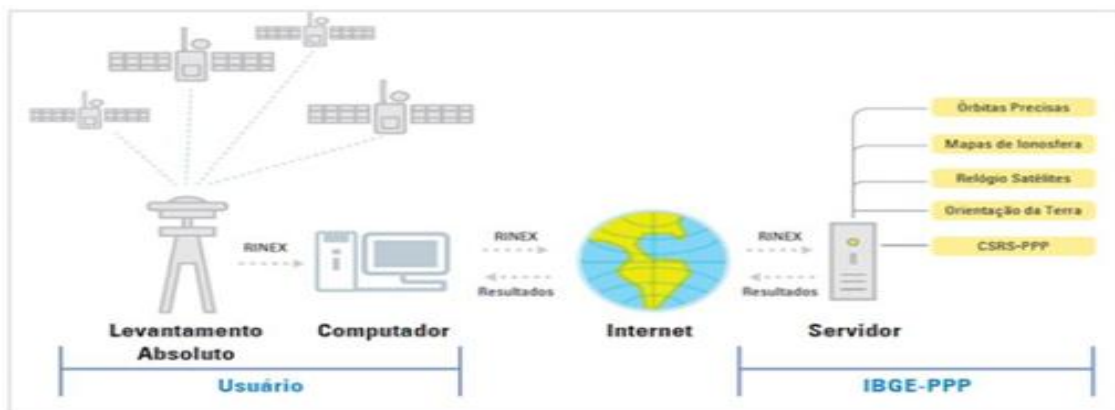 Órbitas Precisas
Mapas de Ionosfera
Relógio Satélites
Orientação da Terra
CSRS-PPP
RINEX
RINEX
RINEX
Resultados
Resultados
Levantamento
Absoluto
Computador
Internet
Servidor
Usuário
IBGE-PPP